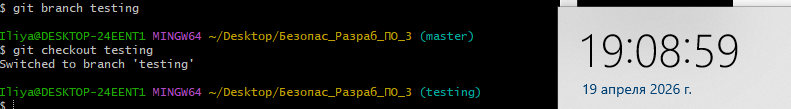 $ git branch testing
Iliya@DESKTOP-24EENT1 MINGW64 ~/Desktop/Безопас_Разраб_ПО_3 (master)
$ git checkout testing
Switched to branch 'testing'
Iliya@DESKTOP-24EENT1 MINGW64 ~/Desktop/Безопас_Разраб_ПО_3 (testing)
$
19:08:59
19 апреля 2026 г.